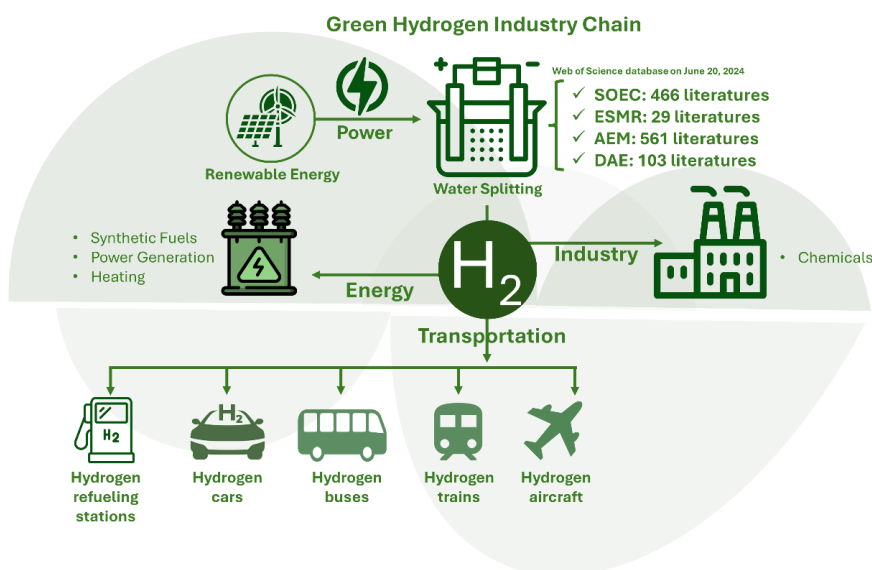 Green Hydrogen Industry Chain
Web of Science database on June 20, 2024
✓ SOEC: 466 literatures
✓ ESMR: 29 literatures
✓ AEM: 561 literatures
✓ DAE: 103 literatures
Power
Renewable Energy
+ −
Water Splitting
• Synthetic Fuels
• Power Generation
• Heating
Energy
H2
Industry
• Chemicals
Transportation
H2
H2
Hydrogen
refueling
stations
Hydrogen
cars
Hydrogen
buses
Hydrogen
trains
Hydrogen
aircraft